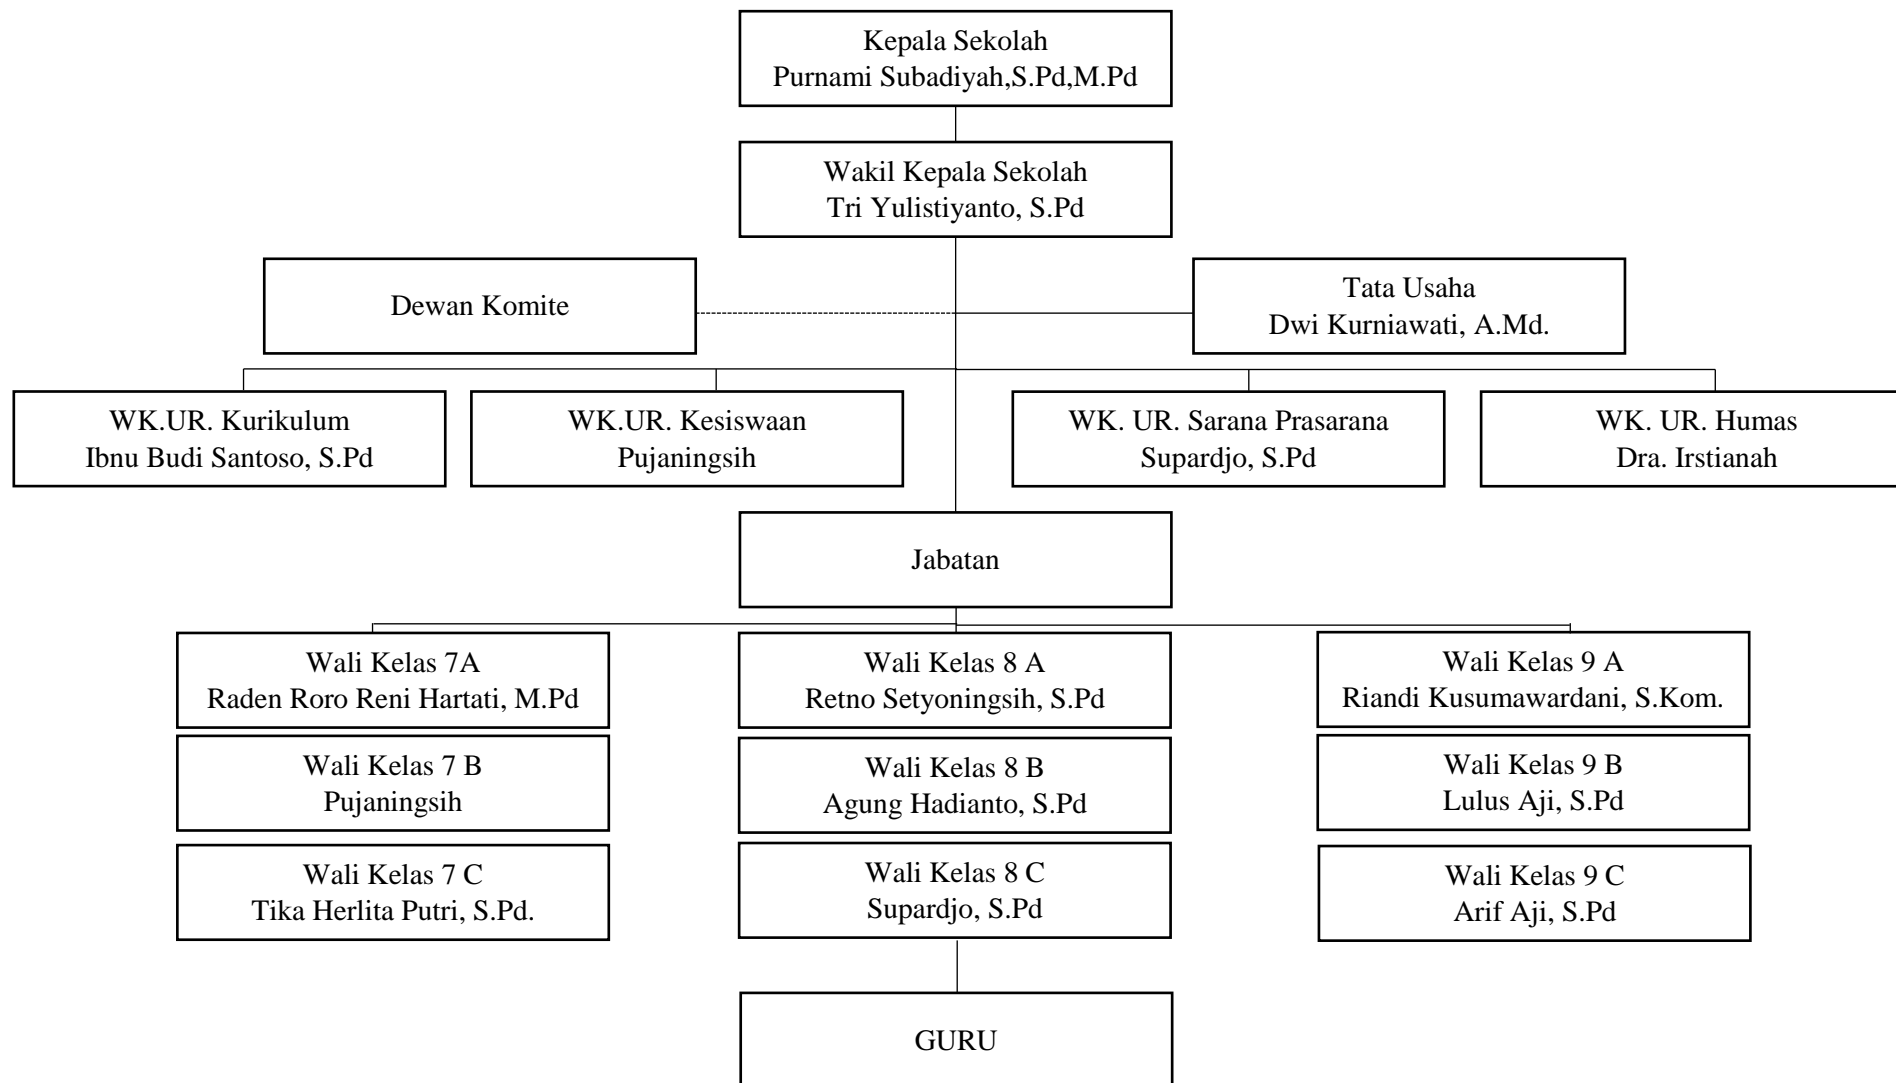 Kepala Sekolah
Purnami Subadiyah,S.Pd,M.Pd
Wakil Kepala Sekolah
Tri Yulistiyanto, S.Pd
Dewan Komite
Tata Usaha
Dwi Kurniawati, A.Md.
WK.UR. Kurikulum
Ibnu Budi Santoso, S.Pd
WK.UR. Kesiswaan
Pujaningsih
WK. UR. Sarana Prasarana
Supardjo, S.Pd
WK. UR. Humas
Dra. Irstianah
Jabatan
Wali Kelas 7A
Raden Roro Reni Hartati, M.Pd
Wali Kelas 8 A
Retno Setyoningsih, S.Pd
Wali Kelas 9 A
Riandi Kusumawardani, S.Kom.
Wali Kelas 7 B
Pujaningsih
Wali Kelas 8 B
Agung Hadianto, S.Pd
Wali Kelas 9 B
Lulus Aji, S.Pd
Wali Kelas 7 C
Tika Herlita Putri, S.Pd.
Wali Kelas 8 C
Supardjo, S.Pd
Wali Kelas 9 C
Arif Aji, S.Pd
GURU